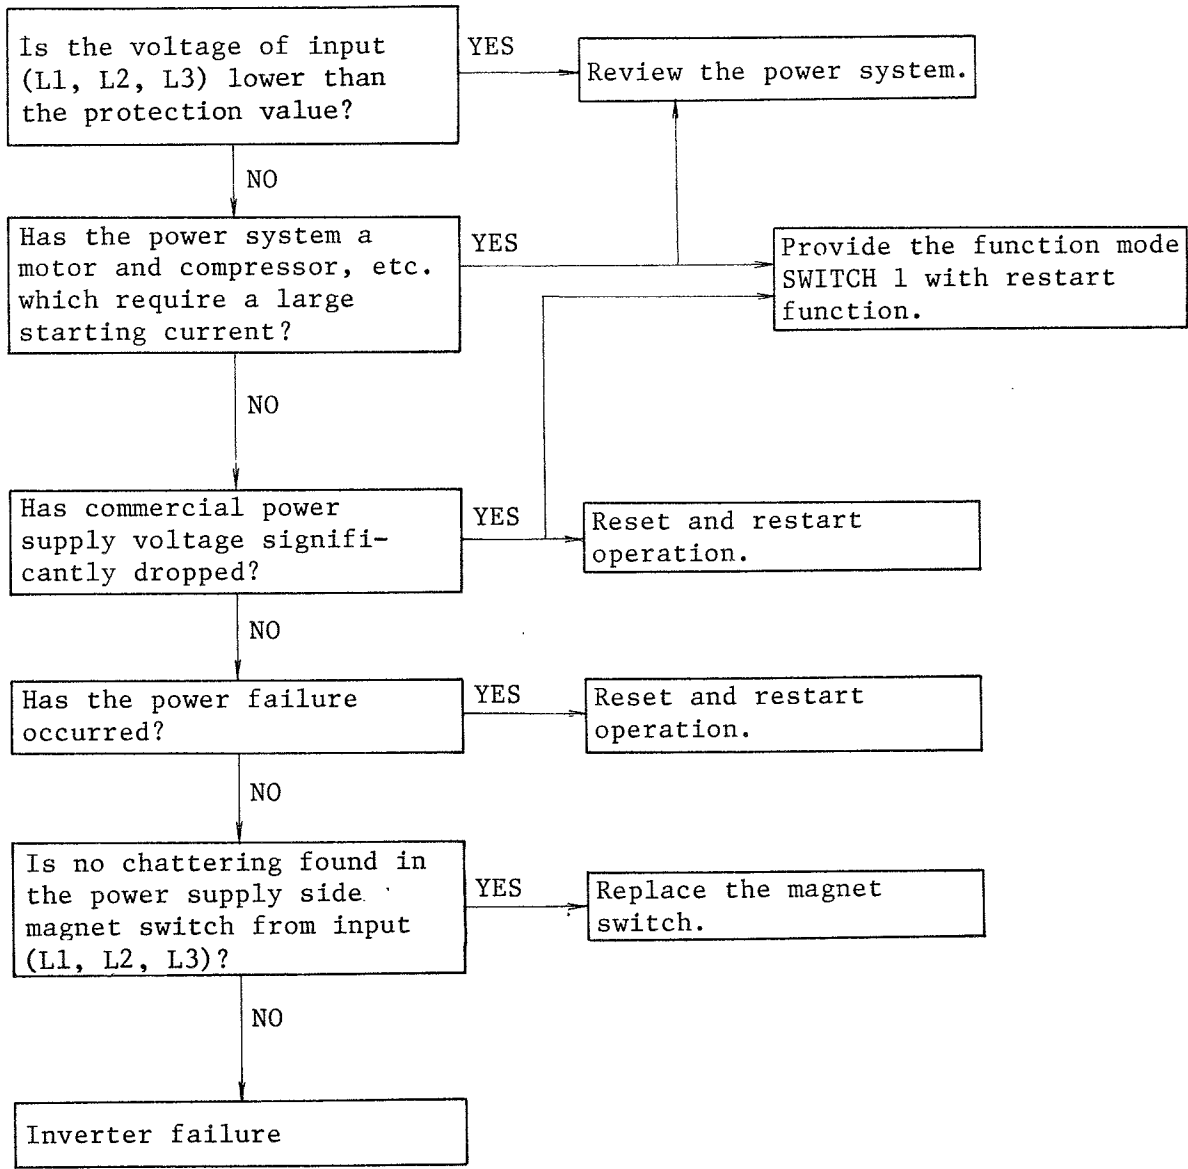 Is the voltage of input
(L1, L2, L3) lower than
the protection value?
YES
Review the power system.
NO
Has the power system a
motor and compressor, etc.
which require a large
starting current?
YES
Provide the function mode
SWITCH 1 with restart
function.
NO
Has commercial power
supply voltage signifi-
cantly dropped?
YES
Reset and restart
operation.
NO
Has the power failure
occurred?
YES
Reset and restart
operation.
NO
Is no chattering found in
the power supply side
magnet switch from input
(L1, L2, L3)?
YES
Replace the magnet
switch.
NO
Inverter failure